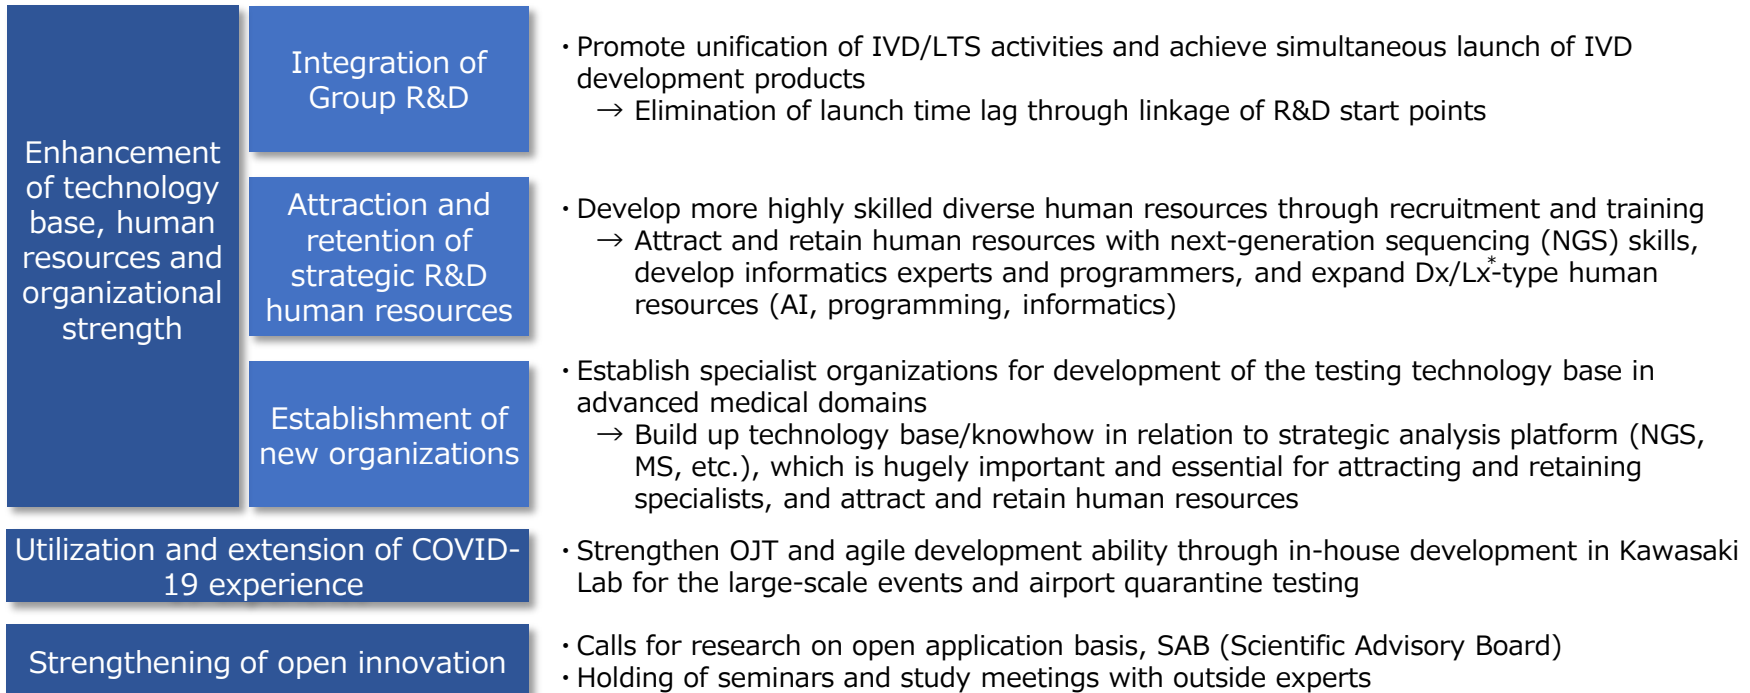 Enhancement
of technology
base, human
resources and
organizational
strength
Integration of
Group R&D
・Promote unification of IVD/LTS activities and achieve simultaneous launch of IVD
development products
→ Elimination of launch time lag through linkage of R&D start points
Attraction and
retention of
strategic R&D
human resources
・Develop more highly skilled diverse human resources through recruitment and training
→ Attract and retain human resources with next-generation sequencing (NGS) skills,
develop informatics experts and programmers, and expand Dx/Lx*-type human
resources (AI, programming, informatics)
Establishment of
new organizations
・Establish specialist organizations for development of the testing technology base in
advanced medical domains
→ Build up technology base/knowhow in relation to strategic analysis platform (NGS,
MS, etc.), which is hugely important and essential for attracting and retaining
specialists, and attract and retain human resources
Utilization and extension of COVID-
19 experience
・Strengthen OJT and agile development ability through in-house development in Kawasaki
Lab for the large-scale events and airport quarantine testing
Strengthening of open innovation
・Calls for research on open application basis, SAB (Scientific Advisory Board)
・Holding of seminars and study meetings with outside experts